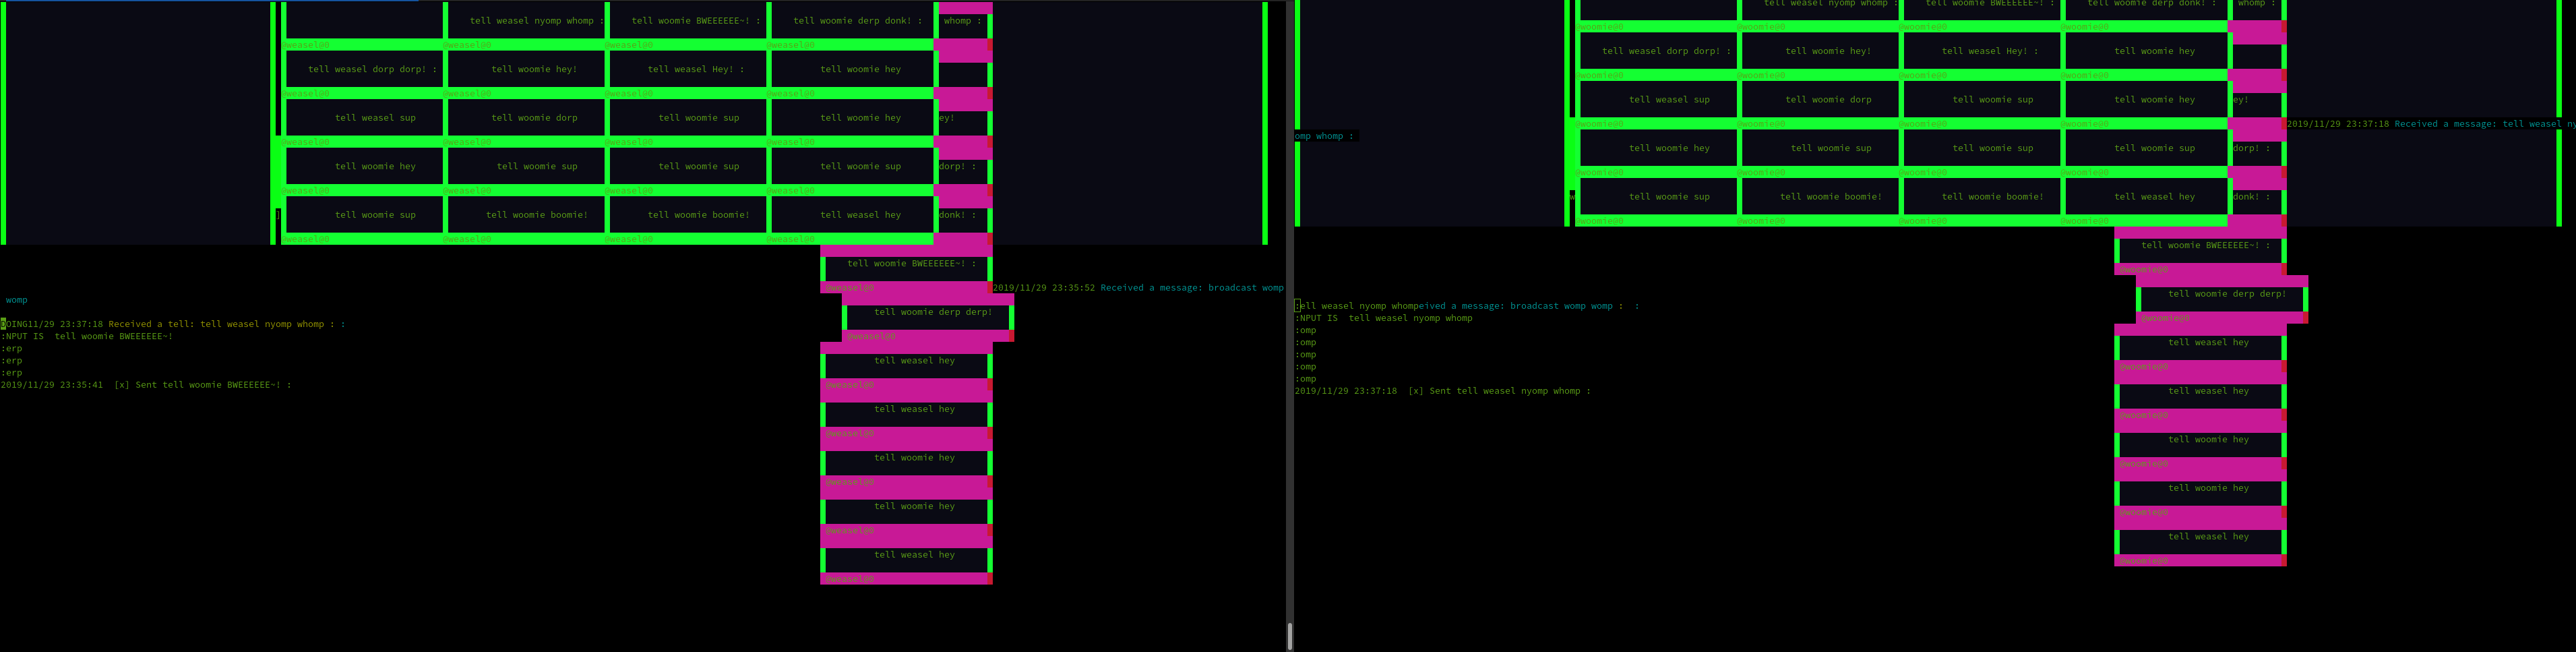 tell weasel nyomp whomp : tell woomie BWEEEEEE~! : tell woomie derp donk! : whomp :
@weasel@0 @weasel@0 @weasel@0 @weasel@0
tell weasel dorp dorp! : tell woomie hey! tell weasel Hey! : tell woomie hey
@weasel@0 @weasel@0 @weasel@0 @weasel@0
tell weasel sup tell woomie dorp tell woomie sup tell woomie hey ey!
@weasel@0 @weasel@0 @weasel@0 @weasel@0
tell woomie hey tell woomie sup tell woomie sup tell woomie sup dorp! :
@weasel@0 @weasel@0 @weasel@0 @weasel@0
tell woomie sup tell woomie boomie! tell woomie boomie! tell weasel hey donk! :
@weasel@0 @weasel@0 @weasel@0 @weasel@0
tell woomie BWEEEEEE~! :
@weasel@0 2019/11/29 23:35:52 Received a message: broadcast womp
womp
tell woomie derp derp!
DOING11/29 23:37:18 Received a tell: tell weasel nyomp whomp : :
:NPUT IS  tell woomie BWEEEEEE~!
@weasel@0
:erp
:erp
tell weasel hey
:erp
@weasel@0
2019/11/29 23:35:41  [x] Sent tell woomie BWEEEEEE~! :
tell weasel hey
@weasel@0
tell woomie hey
@weasel@0
tell woomie hey
@weasel@0
tell weasel hey
@weasel@0
tell weasel nyomp whomp : tell woomie BWEEEEEE~! : tell woomie derp donk! : whomp :
@woomie@0 @woomie@0 @woomie@0 @woomie@0
tell weasel dorp dorp! : tell woomie hey! tell weasel Hey! : tell woomie hey
@woomie@0 @woomie@0 @woomie@0 @woomie@0
tell weasel sup tell woomie dorp tell woomie sup tell woomie hey ey!
@woomie@0 @woomie@0 @woomie@0 @woomie@0 2019/11/29 23:37:18 Received a message: tell weasel ny
omp whomp :
tell woomie hey tell woomie sup tell woomie sup tell woomie sup dorp! :
@woomie@0 @woomie@0 @woomie@0 @woomie@0
w tell woomie sup tell woomie boomie! tell woomie boomie! tell weasel hey donk! :
@woomie@0 @woomie@0 @woomie@0 @woomie@0
tell woomie BWEEEEEE~! :
@woomie@0
tell woomie derp derp!
:ell weasel nyomp whompeived a message: broadcast womp womp :  :
:NPUT IS  tell weasel nyomp whomp
@woomie@0
:omp
:omp
tell weasel hey
:omp
:omp
@woomie@0
:omp
2019/11/29 23:37:18  [x] Sent tell weasel nyomp whomp :
tell weasel hey
@woomie@0
tell woomie hey
@woomie@0
tell woomie hey
@woomie@0
tell weasel hey
@woomie@0